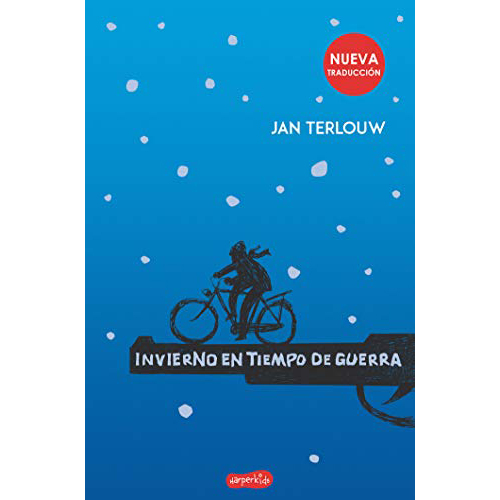 NUEVA
TRADUCCIÓN
JAN TERLOUW
INVIERNO EN TIEMPO DE GUERRA
harperkids